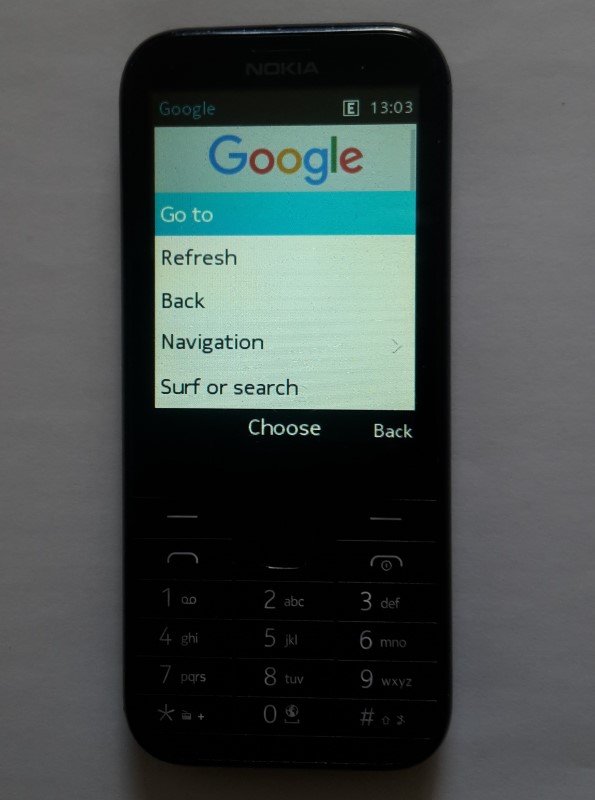 NOKIA
Google E 13:03
Google
Go to
Refresh
Back
Navigation
Surf or search
Choose Back
1 2 abc 3 def
4 ghi 5 jkl 6 mno
7 pqrs 8 tuv 9 wxyz
* + 0 #